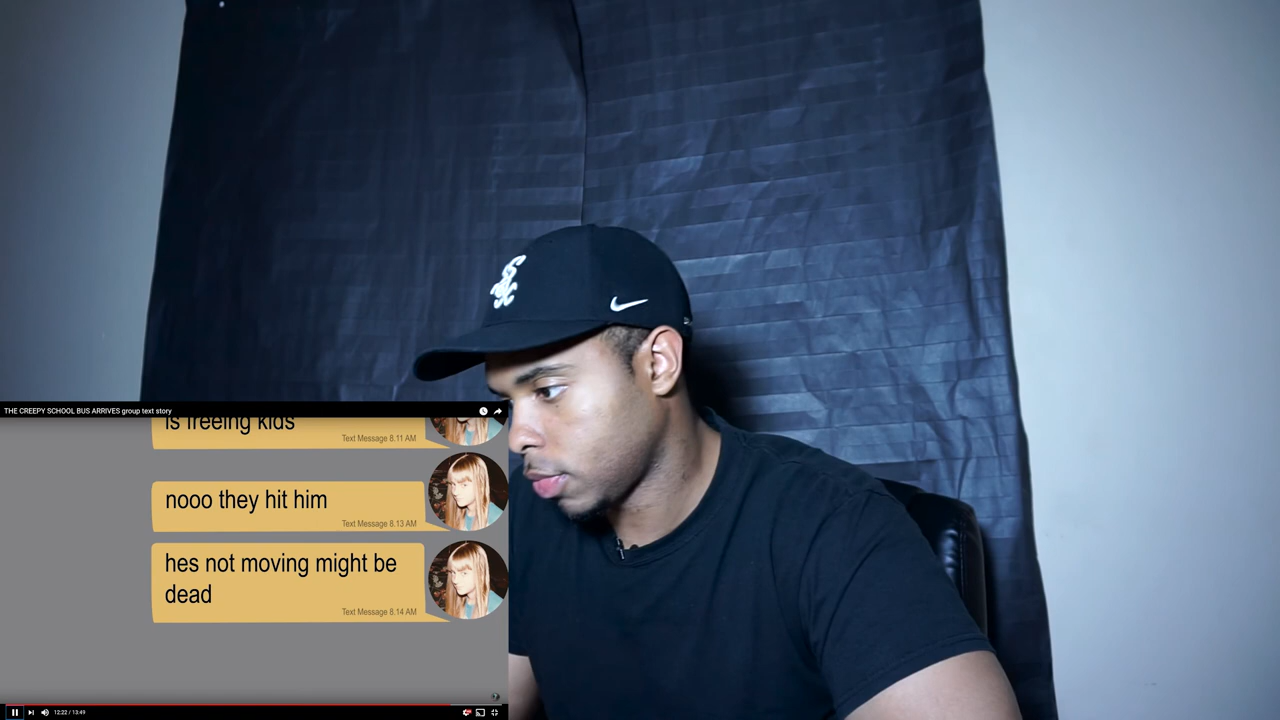 THE CREEPY SCHOOL BUS ARRIVES group text story
is freeing kids
Text Message 8.11 AM
nooo they hit him
Text Message 8.13 AM
hes not moving might be
dead
Text Message 8.14 AM
12:22 / 13:49